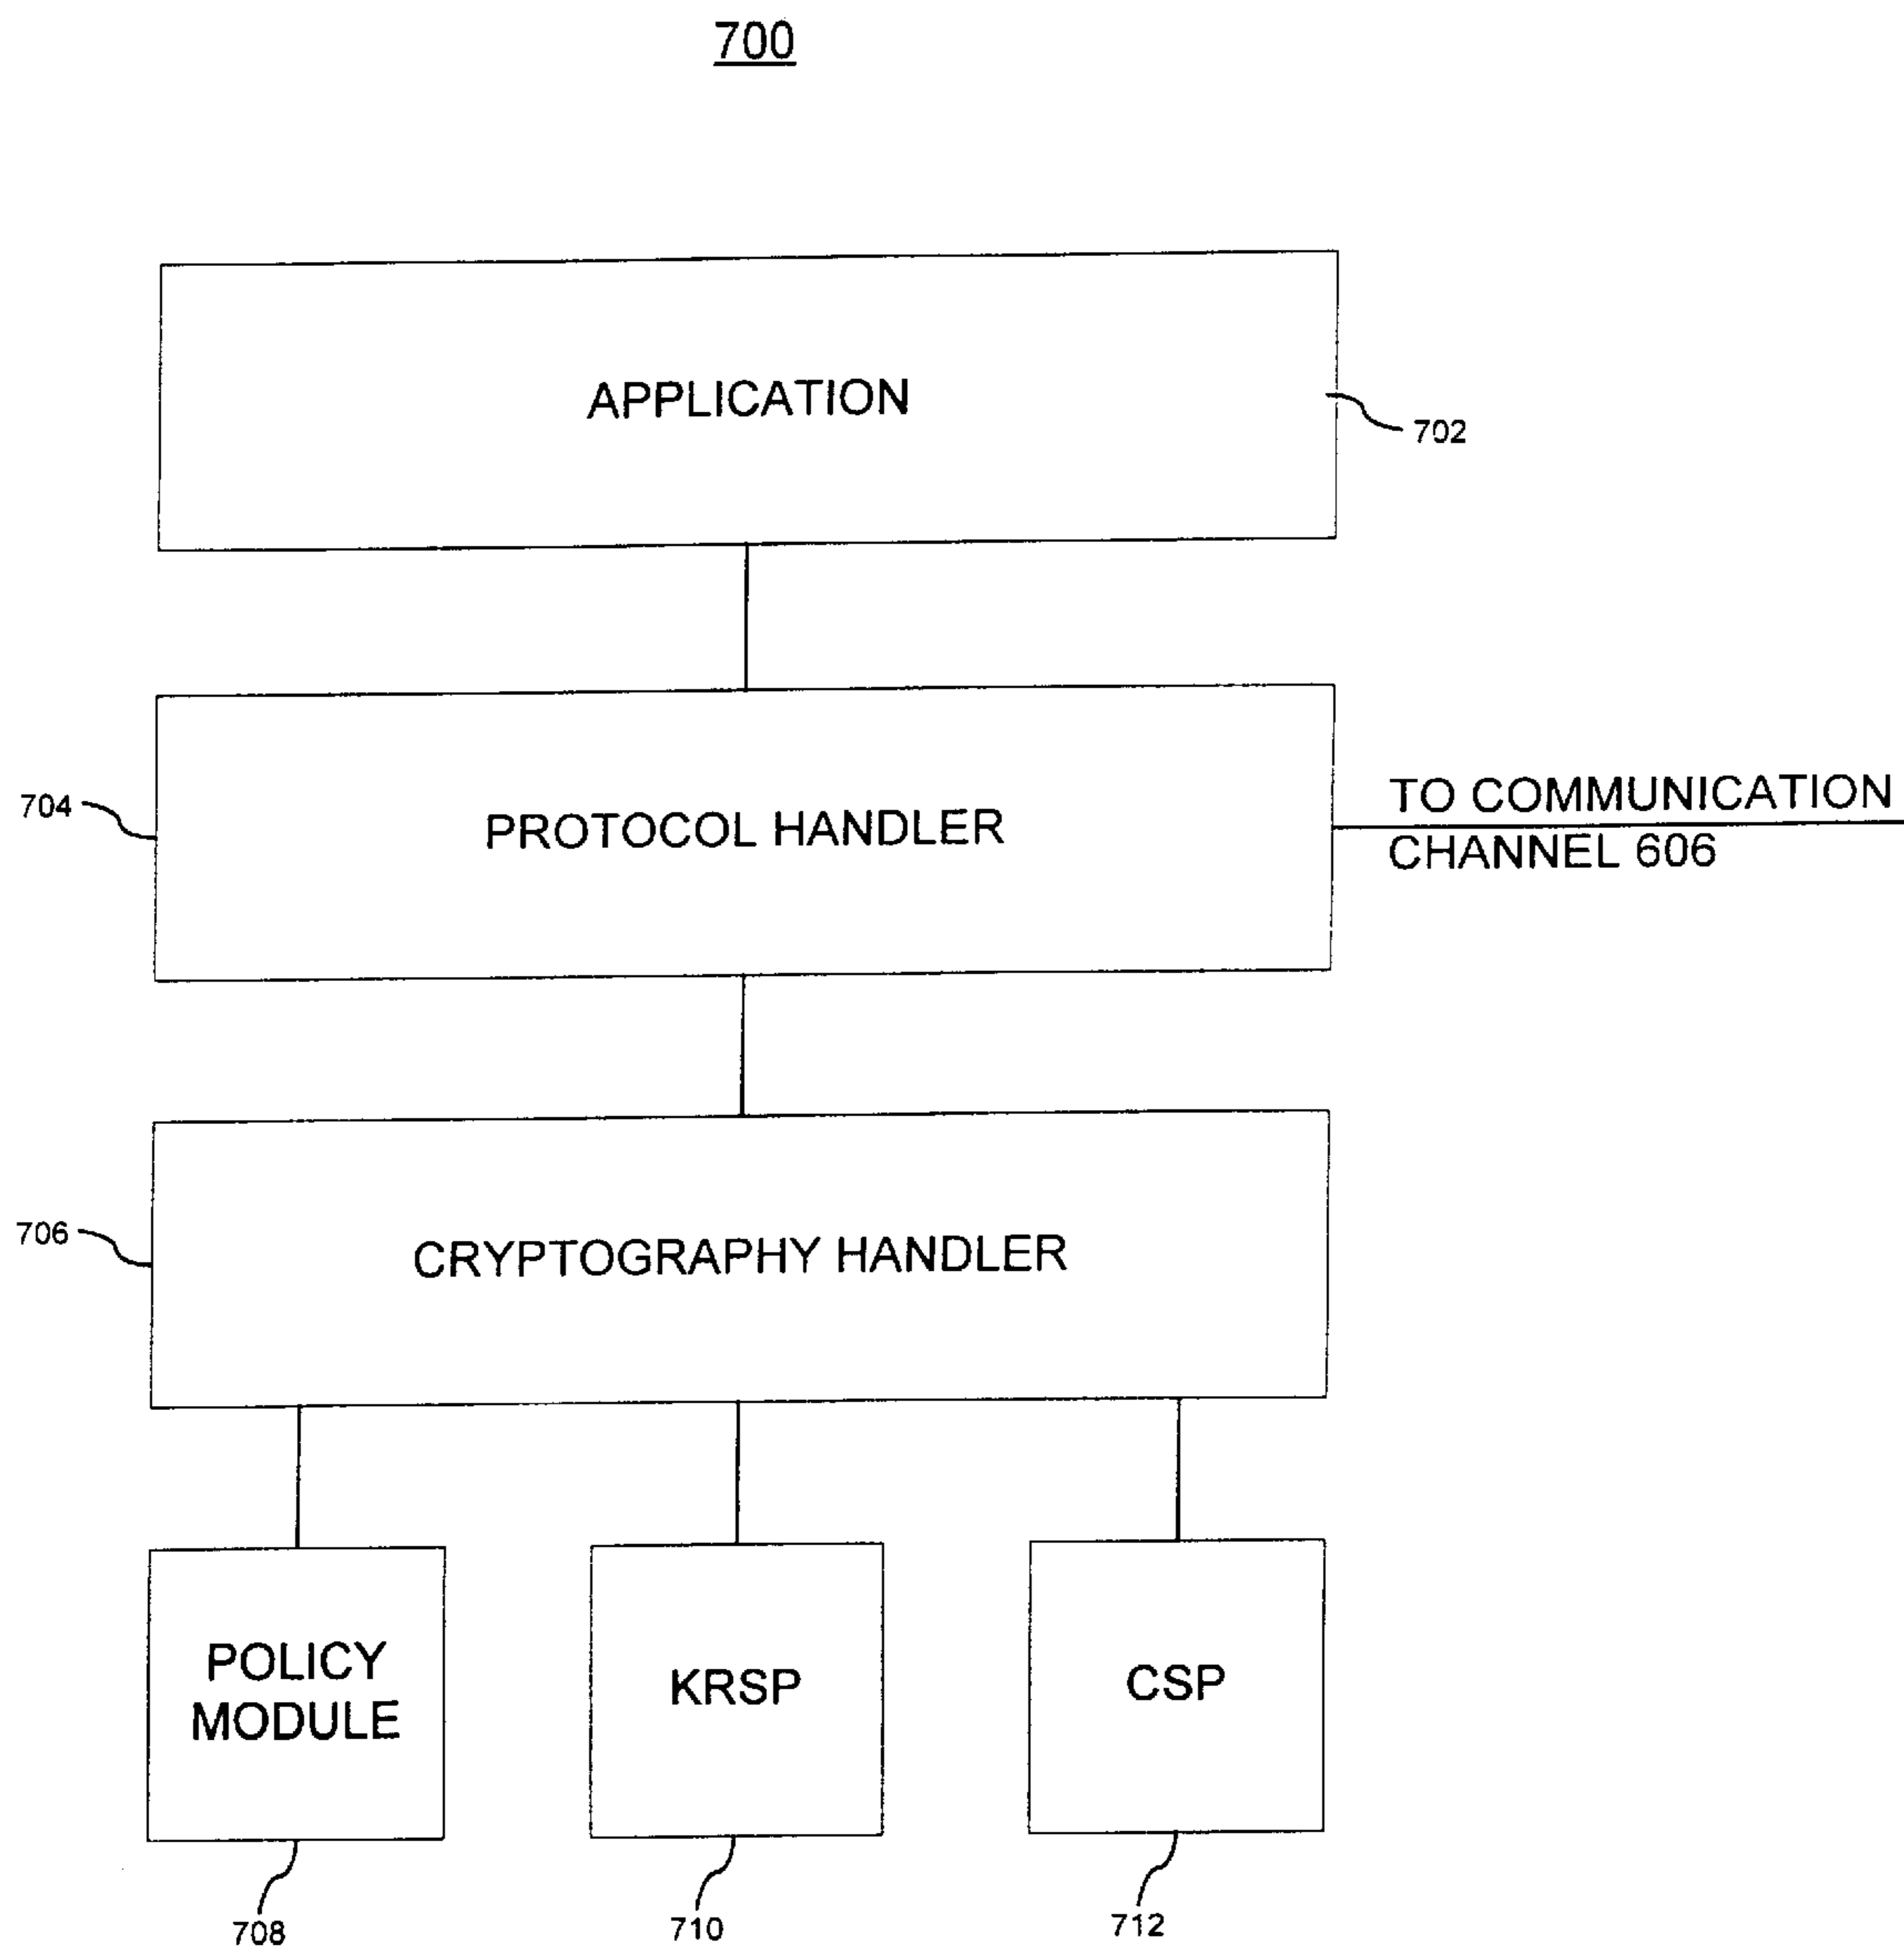 700
APPLICATION
702
704
PROTOCOL HANDLER
TO COMMUNICATION
CHANNEL 606
706
CRYPTOGRAPHY HANDLER
POLICY
MODULE
KRSP
CSP
708
710
712